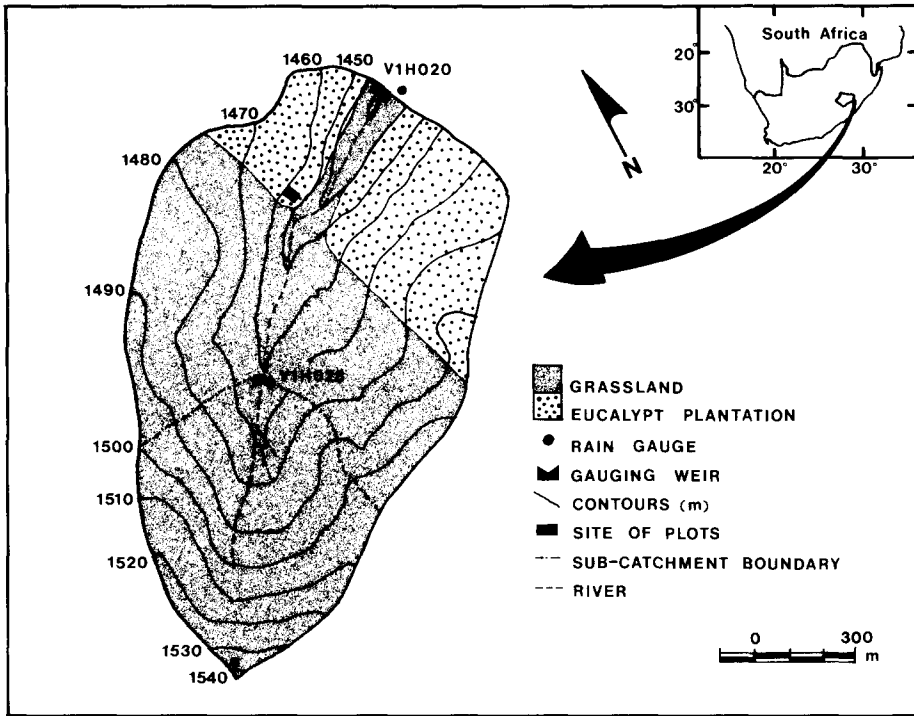 1460
1450
V1H020
1470
1480
1490
1500
1510
1520
1530
1540
N
South Africa
20°
30°
20°
30°
GRASSLAND
EUCALYPT PLANTATION
RAIN GAUGE
GAUGING WEIR
CONTOURS (m)
SITE OF PLOTS
SUB-CATCHMENT BOUNDARY
RIVER
0 300
m